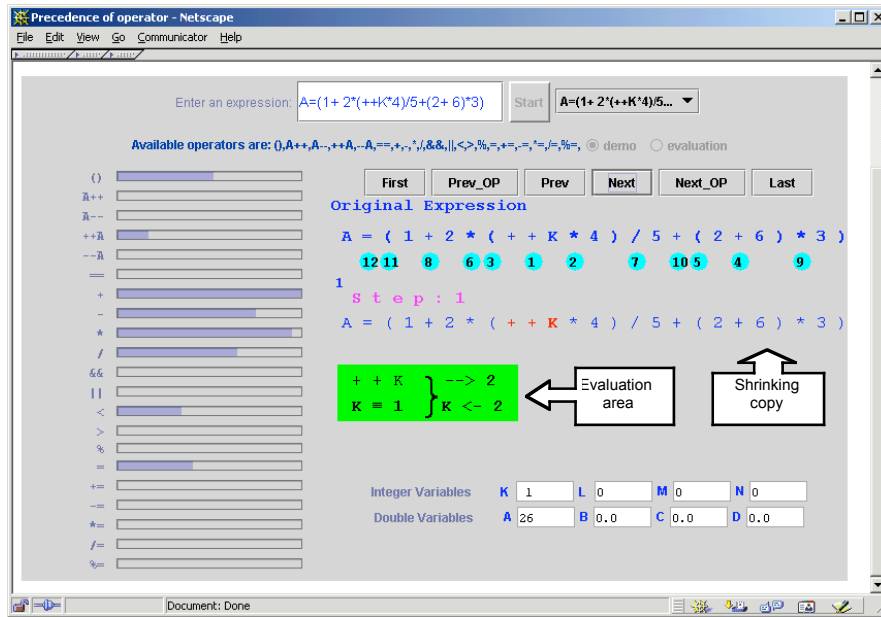 Precedence of operator - Netscape
File Edit View Go Communicator Help
Enter an expression: A=(1+ 2*(++K*4)/5+(2+ 6)*3) Start A=(1+ 2*(++K*4)/5...
Available operators are: (),A++,A--,++A,--A,==,+,-,*,/,&&,||,<,>,%,=,+=,-=,*=,/=,%=, demo evaluation
()
A++
A--
++A
--A
==
+
-
*
/
&&
||
<
>
%
=
+=
-=
*=
/=
%=
First Prev_OP Prev Next Next_OP Last
Original Expression
A = ( 1 + 2 * ( + + K * 4 ) / 5 + ( 2 + 6 ) * 3 )
12 11 8 6 3 1 2 7 10 5 4 9
1
Step:1
A = ( 1 + 2 * ( + + K * 4 ) / 5 + ( 2 + 6 ) * 3 )
+ + K } --> 2
K = 1 K <- 2
Evaluation
area
Shrinking
copy
Integer Variables K 1 L 0 M 0 N 0
Double Variables A 26 B 0.0 C 0.0 D 0.0
Document: Done